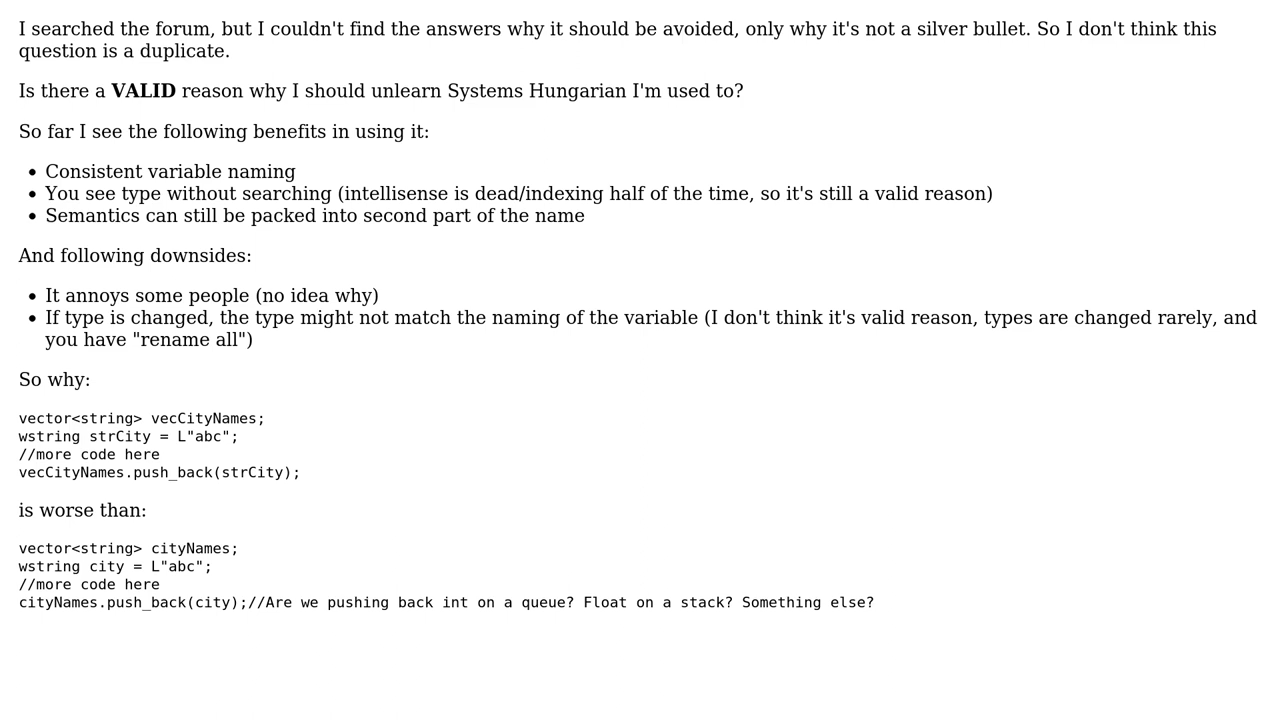 I searched the forum, but I couldn't find the answers why it should be avoided, only why it's not a silver bullet. So I don't think this
question is a duplicate.
Is there a VALID reason why I should unlearn Systems Hungarian I'm used to?
So far I see the following benefits in using it:
• Consistent variable naming
• You see type without searching (intellisense is dead/indexing half of the time, so it's still a valid reason)
• Semantics can still be packed into second part of the name
And following downsides:
• It annoys some people (no idea why)
• If type is changed, the type might not match the naming of the variable (I don't think it's valid reason, types are changed rarely, and
you have "rename all")
So why:
vector<string> vecCityNames;
wstring strCity = L"abc";
//more code here
vecCityNames.push_back(strCity);
is worse than:
vector<string> cityNames;
wstring city = L"abc";
//more code here
cityNames.push_back(city);//Are we pushing back int on a queue? Float on a stack? Something else?